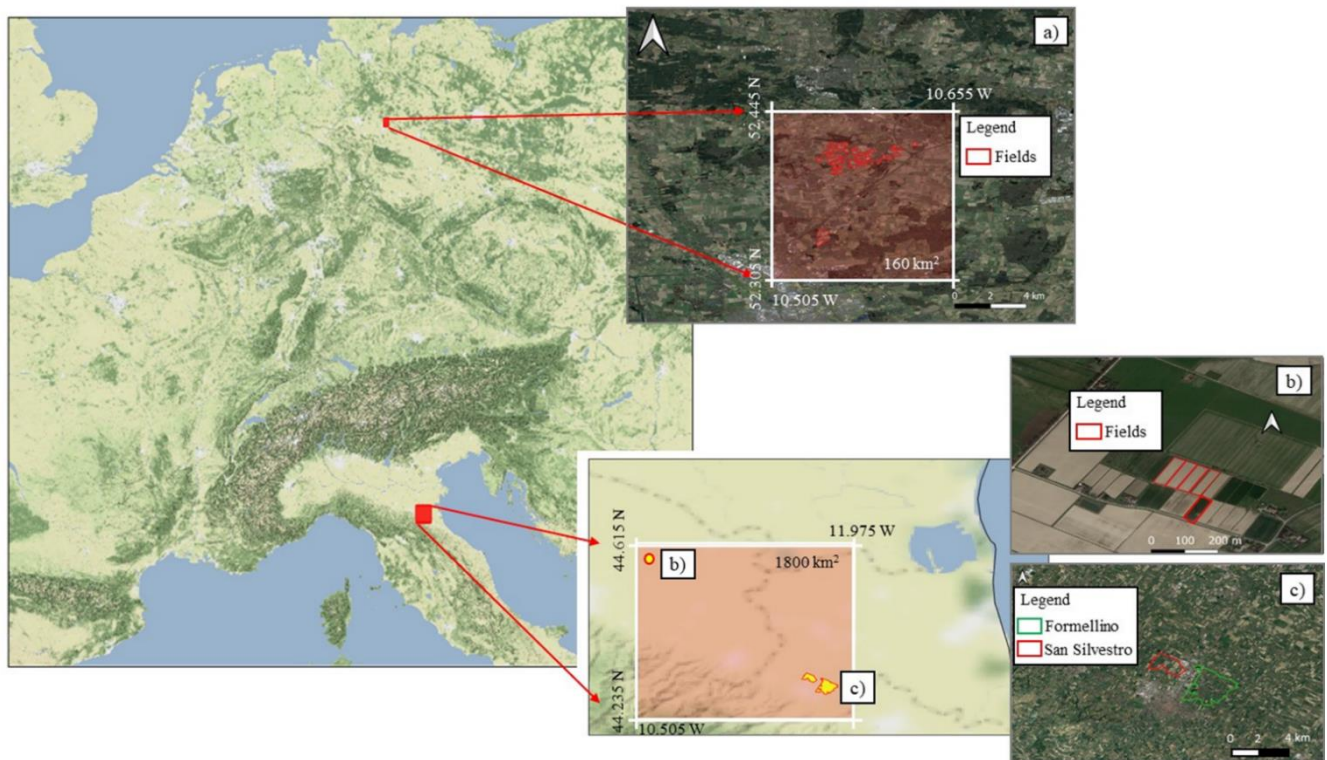 a)
10.655 W
52.445 N
Legend
Fields
160 km²
52.305 N
10.505 W
0 2 4 km
b)
Legend
Fields
0 100 200 m
44.615 N
11.975 W
1800 km²
b)
c)
44.235 N
10.505 W
c)
Legend
Formellino
San Silvestro
0 2 4 km